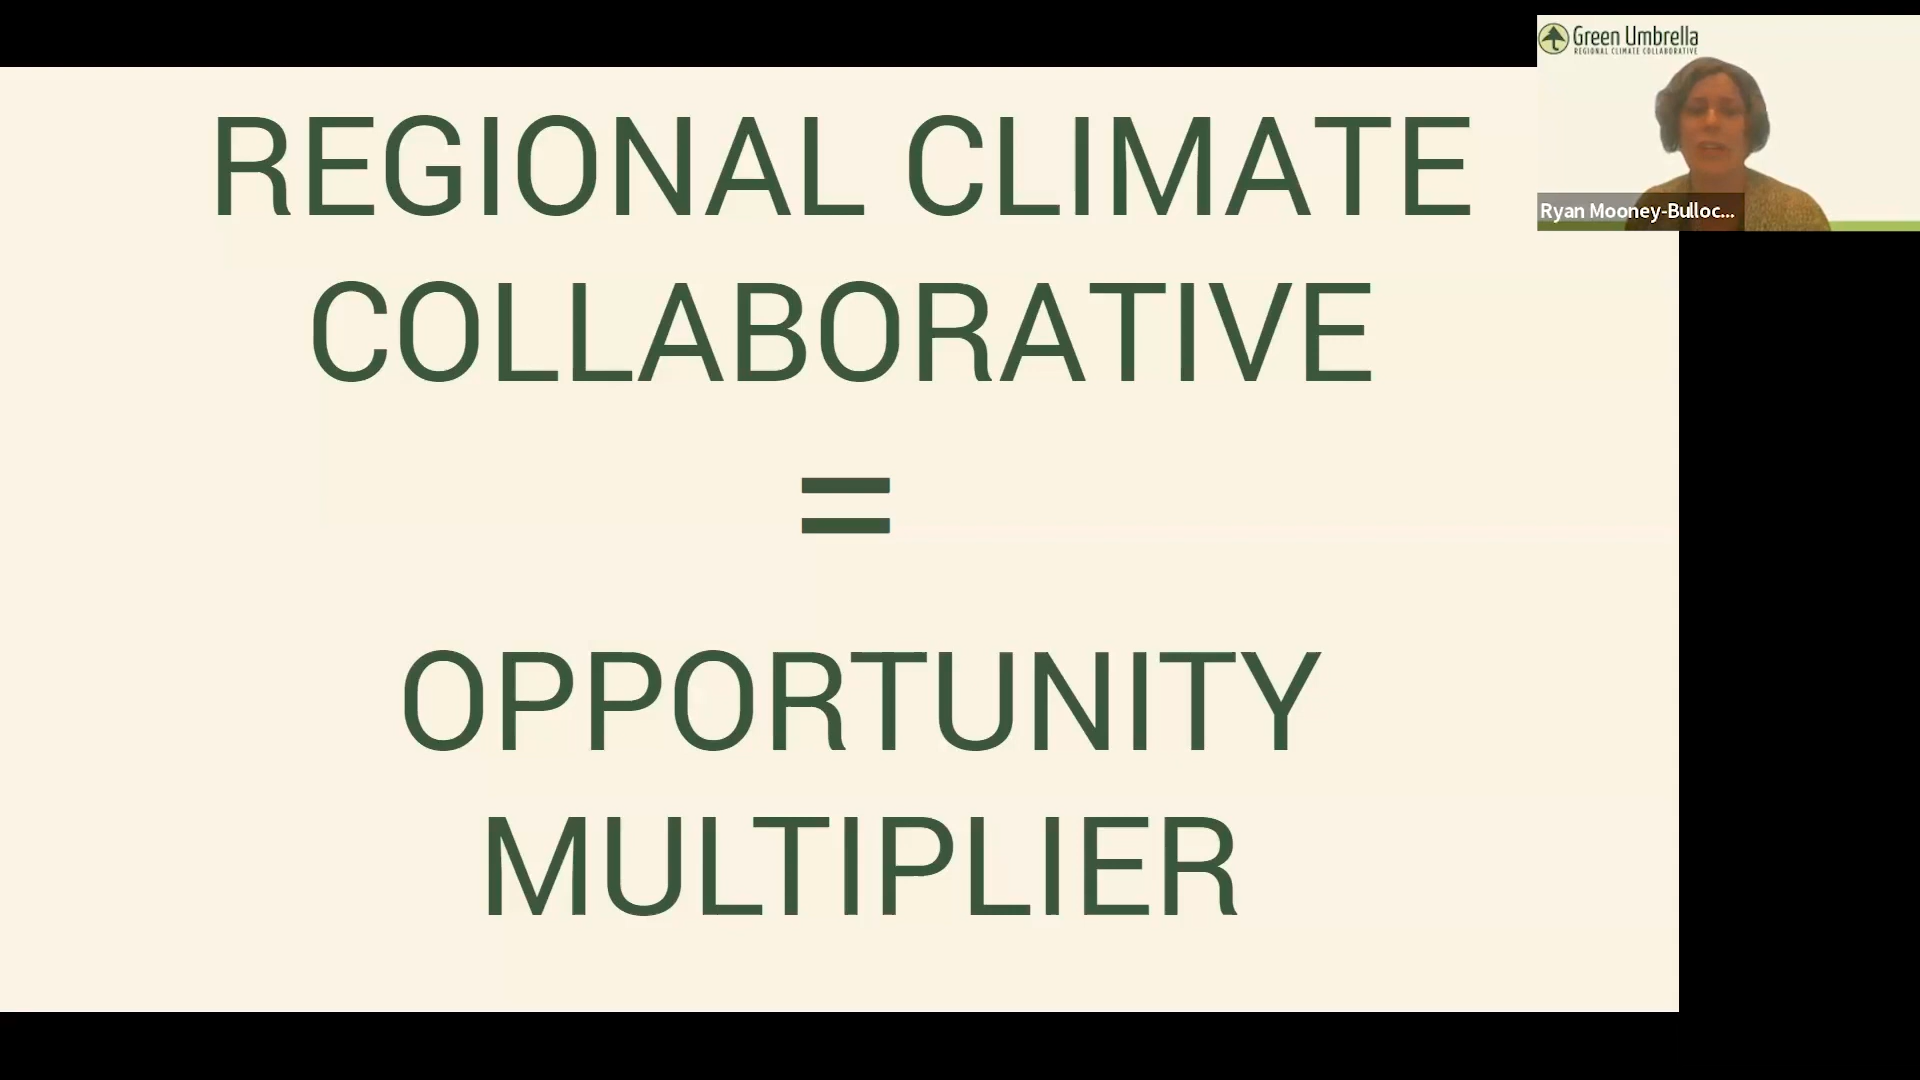 REGIONAL CLIMATE
COLLABORATIVE
=
OPPORTUNITY
MULTIPLIER
Green Umbrella
REGIONAL CLIMATE COLLABORATIVE
Ryan Mooney-Bulloc...